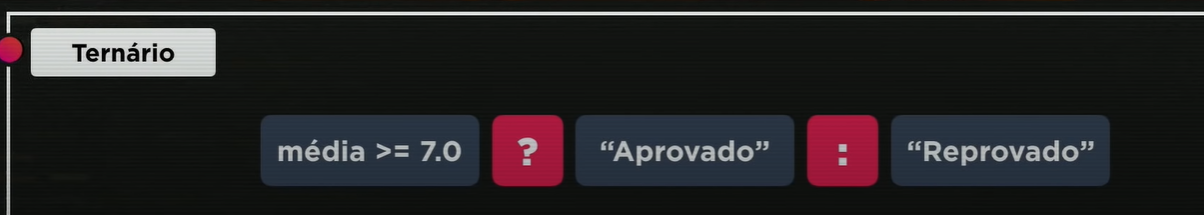 Ternário
média >= 7.0 ? “Aprovado” : “Reprovado”